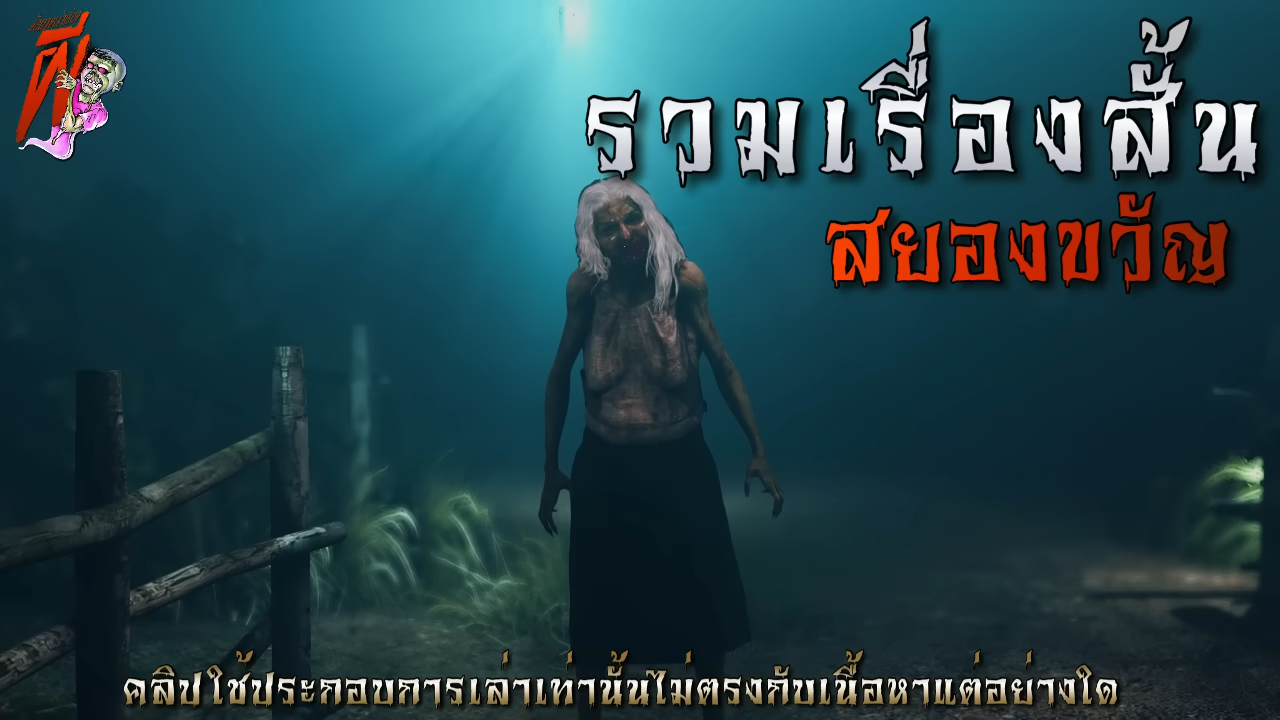 ผี
รวมเรื่องสั้น
สยองขวัญ
คลิปใช้ประกอบการเล่าเท่านั้นไม่ตรงกับเนื้อหาแต่อย่างใด